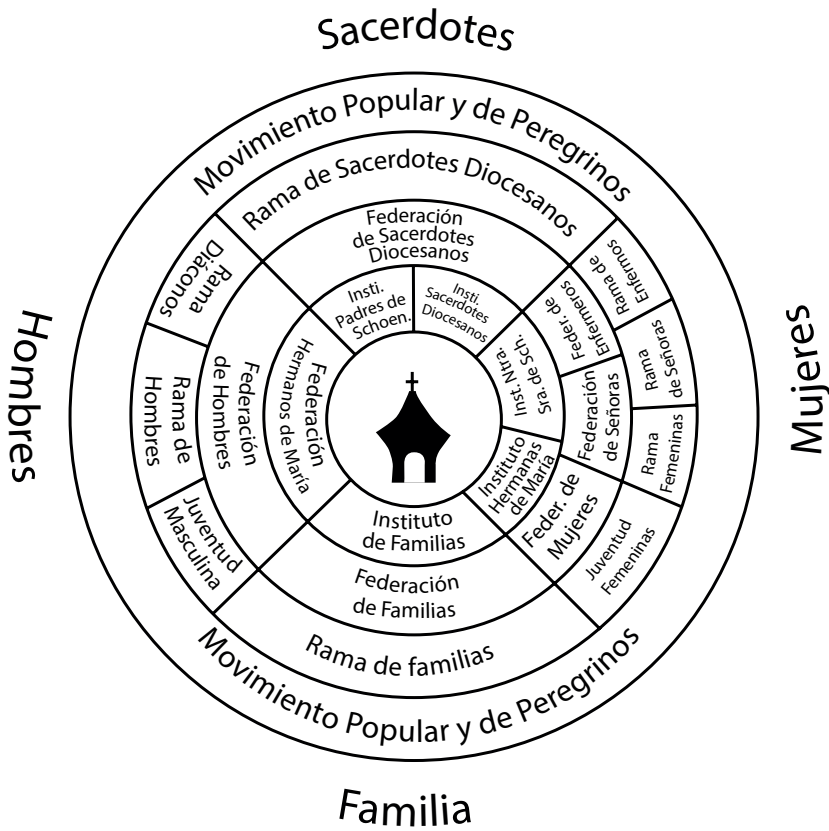 Sacerdotes
Movimiento Popular y de Peregrinos
Rama de Sacerdotes Diocesanos
Federación
de Sacerdotes
Diocesanos
Insti.
Padres de
Schoen.
Insti.
Sacerdotes
Diocesanos
Hombres
Rama
Diáconos
Rama de
Hombres
Juventud
Masculina
Federación
de Hombres
Federación
Hermanos de María
Mujeres
Rama de
Enfermos
Rama
de Señoras
Rama
Femeninas
Juventud
Femeninas
Feder. de
Enfermeros
Federación
de Señoras
Feder. de
Mujeres
Inst. Ntra.
Sra. de Sch.
Instituto
Hermanas
de María
Instituto
de Familias
Federación
de Familias
Rama de familias
Movimiento Popular y de Peregrinos
Familia